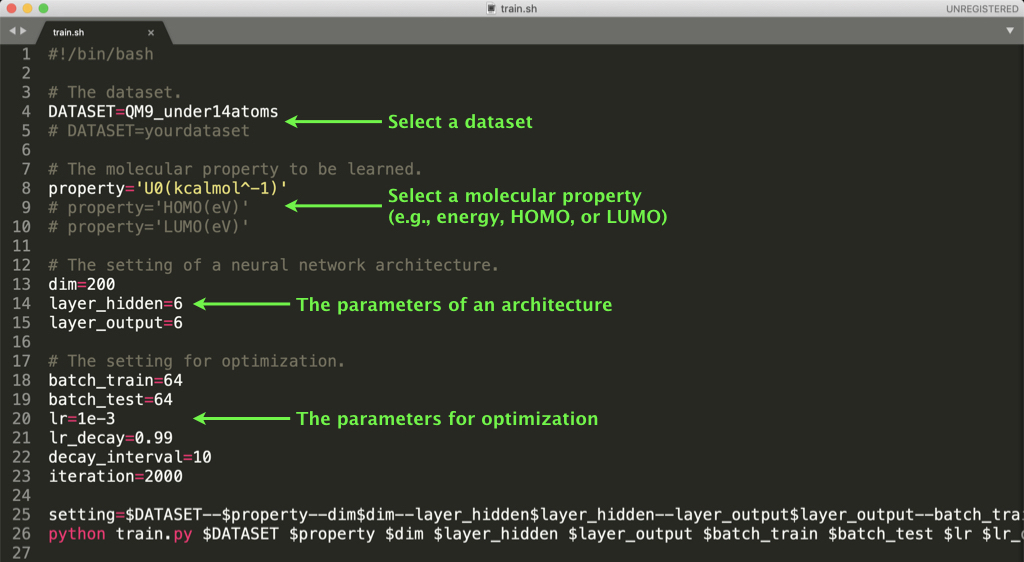 train.sh
UNREGISTERED
train.sh
1 #!/bin/bash
2
3 # The dataset.
4 DATASET=QM9_under14atoms
Select a dataset
5 # DATASET=yourdataset
6
7 # The molecular property to be learned.
8 property='U0(kcalmol^-1)'
Select a molecular property
(e.g., energy, HOMO, or LUMO)
9 # property='HOMO(eV)'
10 # property='LUMO(eV)'
11
12 # The setting of a neural network architecture.
13 dim=200
14 layer_hidden=6
The parameters of an architecture
15 layer_output=6
16
17 # The setting for optimization.
18 batch_train=64
19 batch_test=64
20 lr=1e-3
The parameters for optimization
21 lr_decay=0.99
22 decay_interval=10
23 iteration=2000
24
25 setting=$DATASET--$property--dim$dim--layer_hidden$layer_hidden--layer_output$layer_output--batch_trai
26 python train.py $DATASET $property $dim $layer_hidden $layer_output $batch_train $batch_test $lr $lr_
27